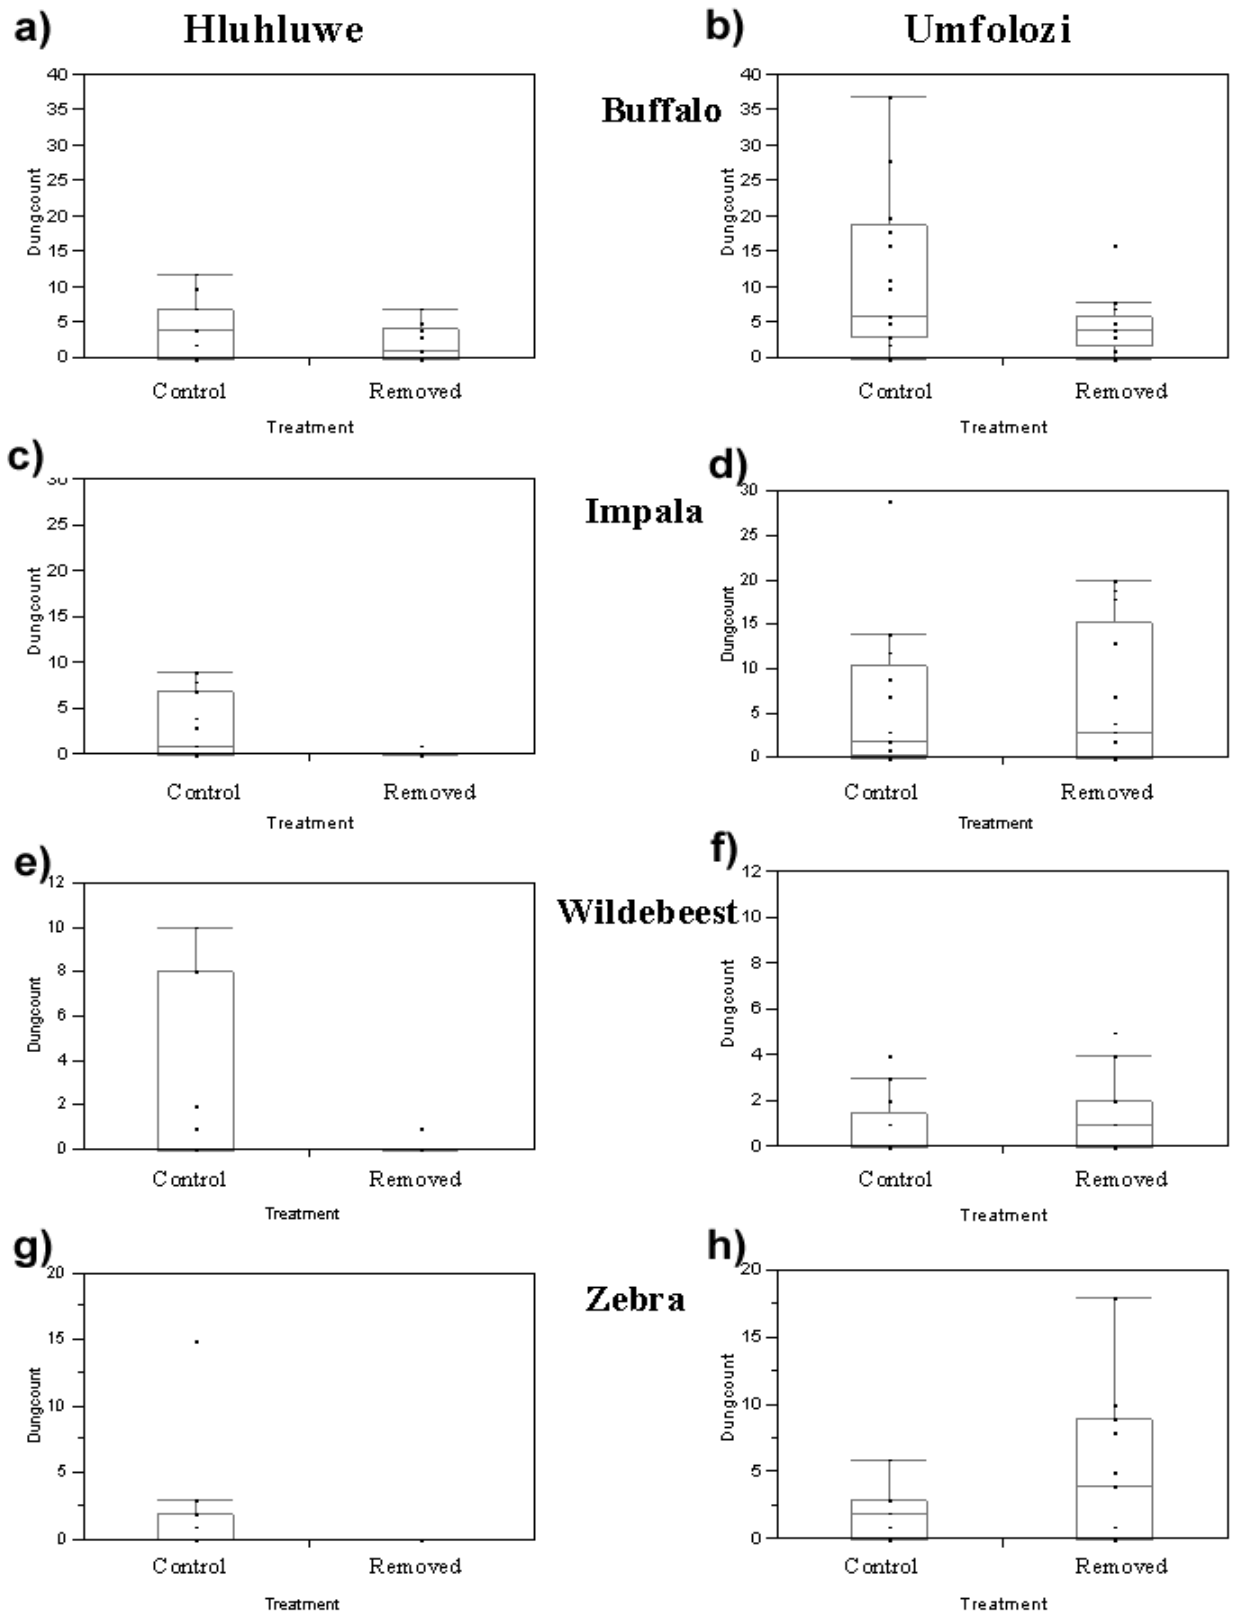 a) Hluhluwe
b) Umfolozi
Buffalo
40
35
30
25
20
15
10
5
0
Dungcount
Control Removed
Treatment
40
35
30
25
20
15
10
5
0
Dungcount
Control Removed
Treatment
c)
Impala
25
20
15
10
5
0
Dungcount
Control Removed
Treatment
d)
30
25
20
15
10
5
0
Dungcount
Control Removed
Treatment
e)
Wildebeest
12
10
8
6
4
2
0
Dungcount
Control Removed
Treatment
f)
12
10
8
6
4
2
0
Dungcount
Control Removed
Treatment
g)
Zebra
20
15
10
5
0
Dungcount
Control Removed
Treatment
h)
20
15
10
5
0
Dungcount
Control Removed
Treatment